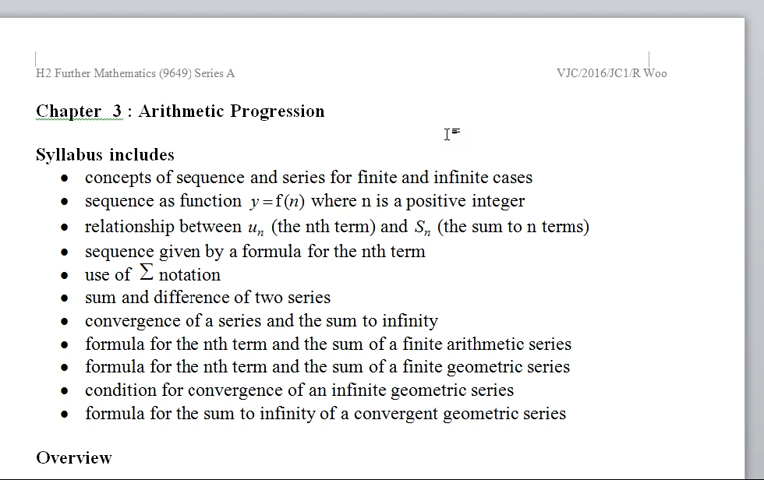 H2 Further Mathematics (9649) Series A VJC/2016/JC1/R Woo
Chapter 3 : Arithmetic Progression
Syllabus includes
• concepts of sequence and series for finite and infinite cases
• sequence as function y = f(n) where n is a positive integer
• relationship between uₙ (the nth term) and Sₙ (the sum to n terms)
• sequence given by a formula for the nth term
• use of Σ notation
• sum and difference of two series
• convergence of a series and the sum to infinity
• formula for the nth term and the sum of a finite arithmetic series
• formula for the nth term and the sum of a finite geometric series
• condition for convergence of an infinite geometric series
• formula for the sum to infinity of a convergent geometric series
Overview